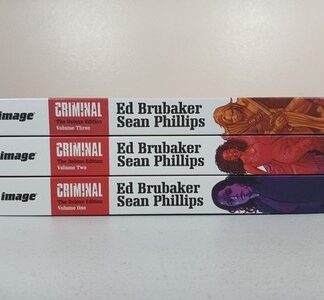 image
CRIMINAL
The Deluxe Edition
Volume Three
Ed Brubaker
Sean Phillips
image
CRIMINAL
The Deluxe Edition
Volume Two
Ed Brubaker
Sean Phillips
image
CRIMINAL
The Deluxe Edition
Volume One
Ed Brubaker
Sean Phillips